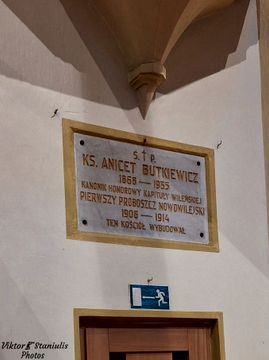 Ś.†P.
KS. ANICET BUTKIEWICZ
1868 — 1955
KANONIK HONOROWY KAPITUŁY WILEŃSKIEJ
PIERWSZY PROBOSZCZ NOWOWILEJSKI
1906 — 1914
TEN KOŚCIÓŁ WYBUDOWAŁ
Viktor Staniulis
Photos